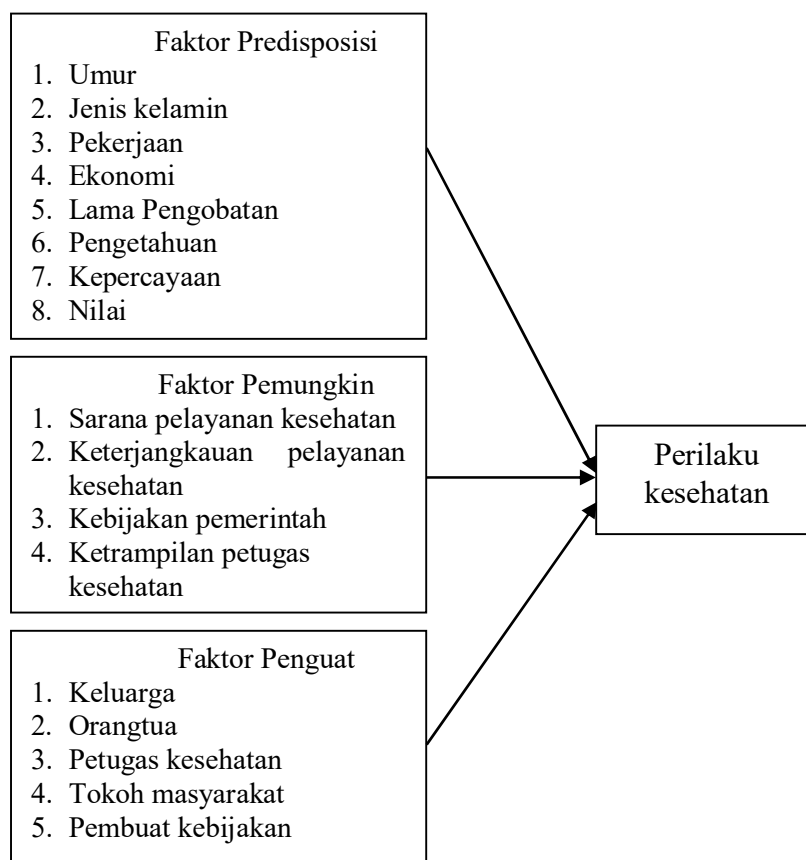 Faktor Predisposisi
1. Umur
2. Jenis kelamin
3. Pekerjaan
4. Ekonomi
5. Lama Pengobatan
6. Pengetahuan
7. Kepercayaan
8. Nilai
Faktor Pemungkin
1. Sarana pelayanan kesehatan
2. Keterjangkauan pelayanan
kesehatan
3. Kebijakan pemerintah
4. Ketrampilan petugas
kesehatan
Faktor Penguat
1. Keluarga
2. Orangtua
3. Petugas kesehatan
4. Tokoh masyarakat
5. Pembuat kebijakan
Perilaku
kesehatan